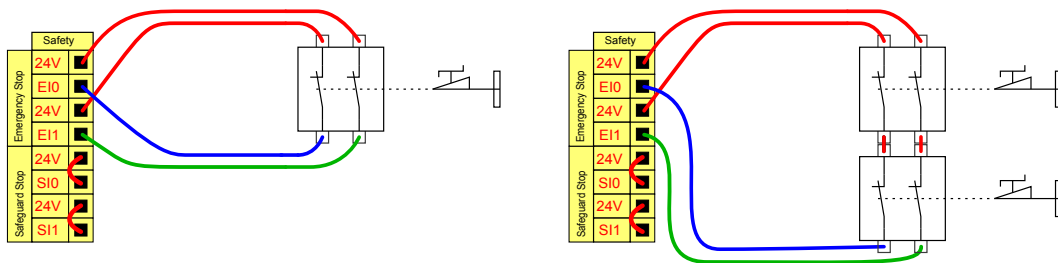 Safety
Emergency Stop
24V
EI0
24V
EI1
Safeguard Stop
24V
SI0
24V
SI1
Safety
Emergency Stop
24V
EI0
24V
EI1
Safeguard Stop
24V
SI0
24V
SI1